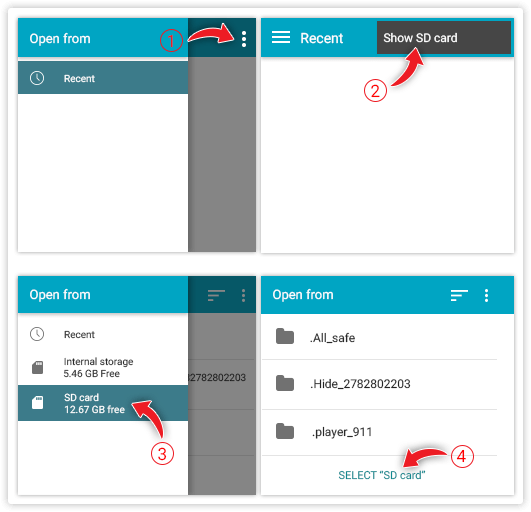 Open from
1
Recent
Recent
Show SD card
2
Open from
Recent
Internal storage
5.46 GB Free
SD card
12.67 GB free
2782802203
3
Open from
.All_safe
.Hide_2782802203
.player_911
SELECT “SD card”
4